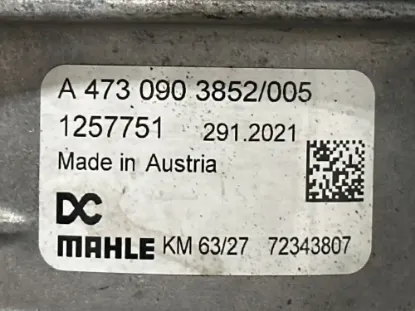 A 473 090 3852/005
1257751 291.2021
Made in Austria
DC
MAHLE KM 63/27 72343807